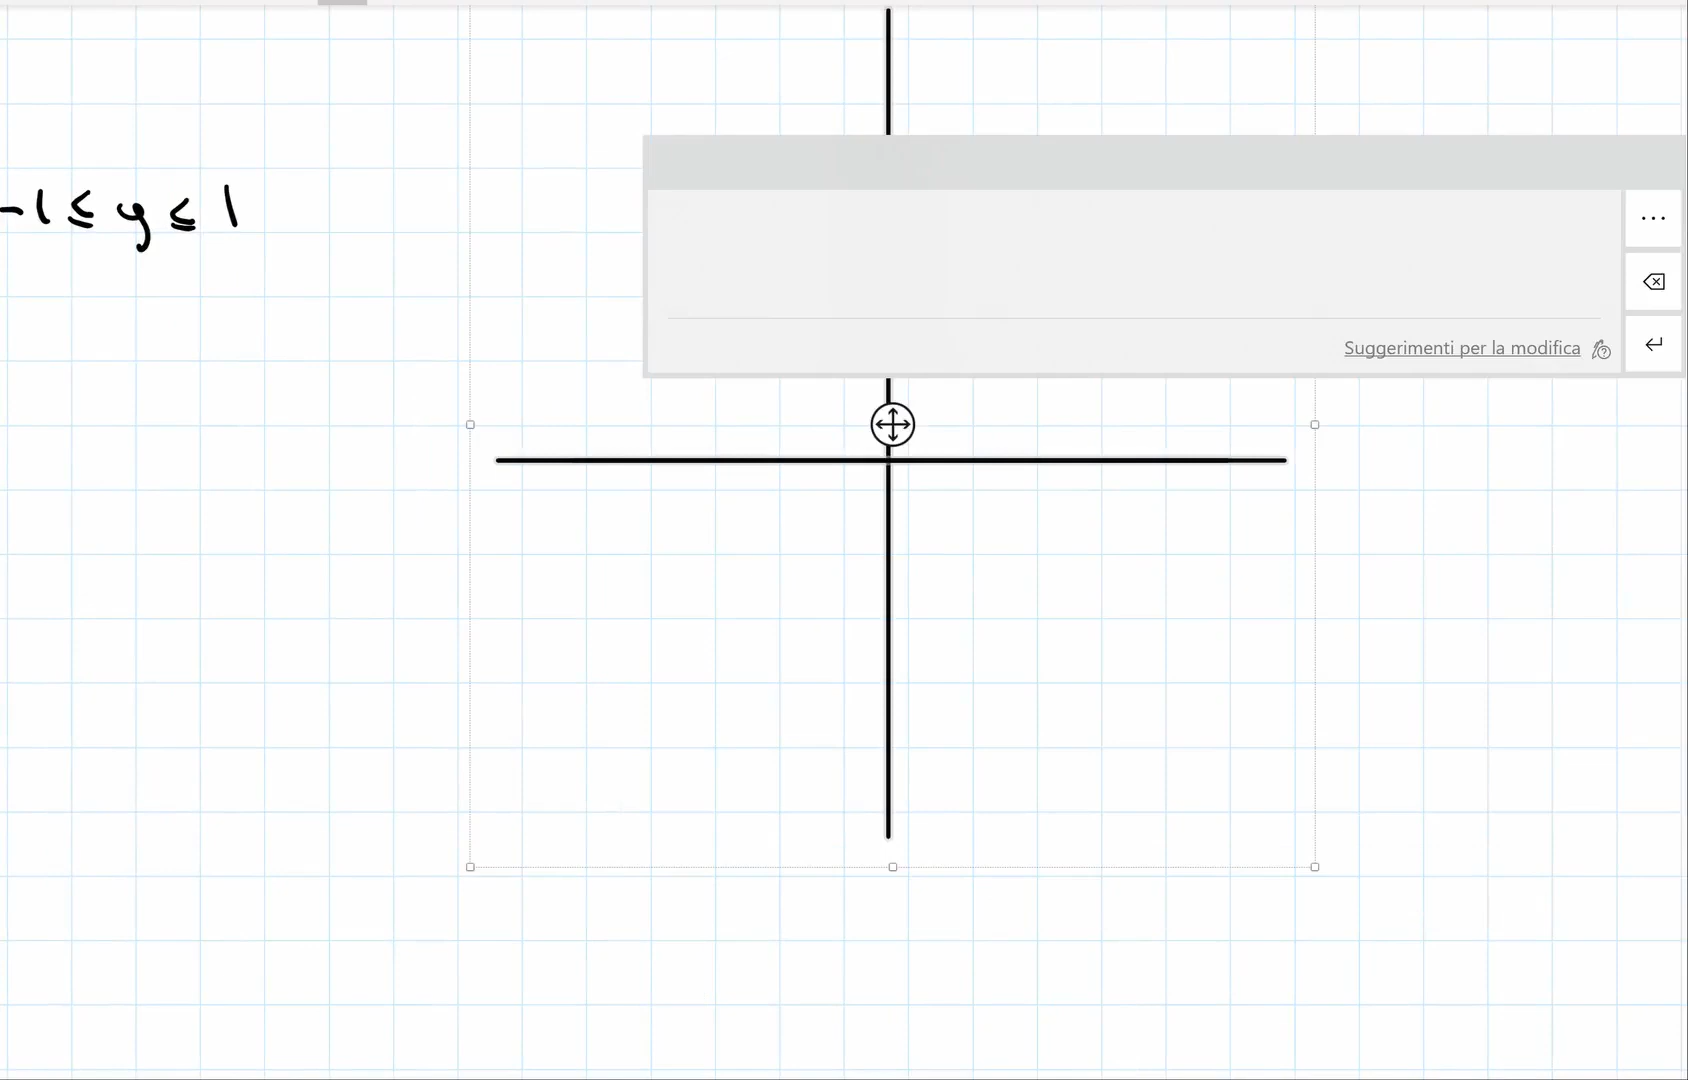 -1 ≤ y ≤ 1
Suggerimenti per la modifica